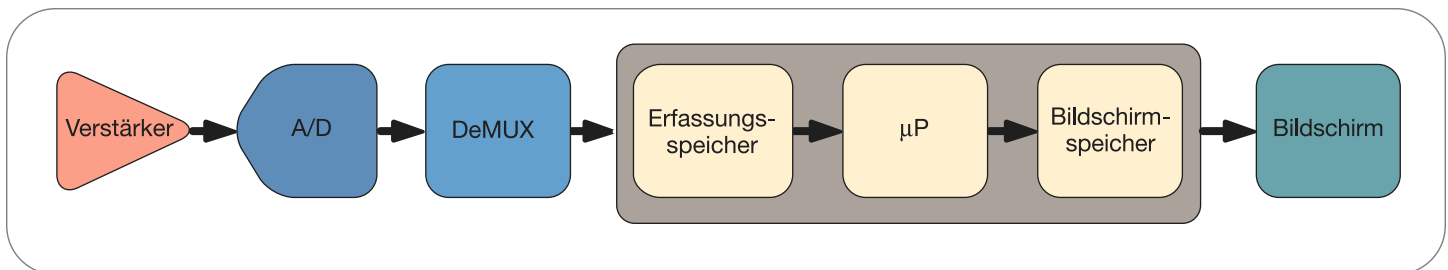 Verstärker
A/D
DeMUX
Erfassungs-
speicher
µP
Bildschirm-
speicher
Bildschirm